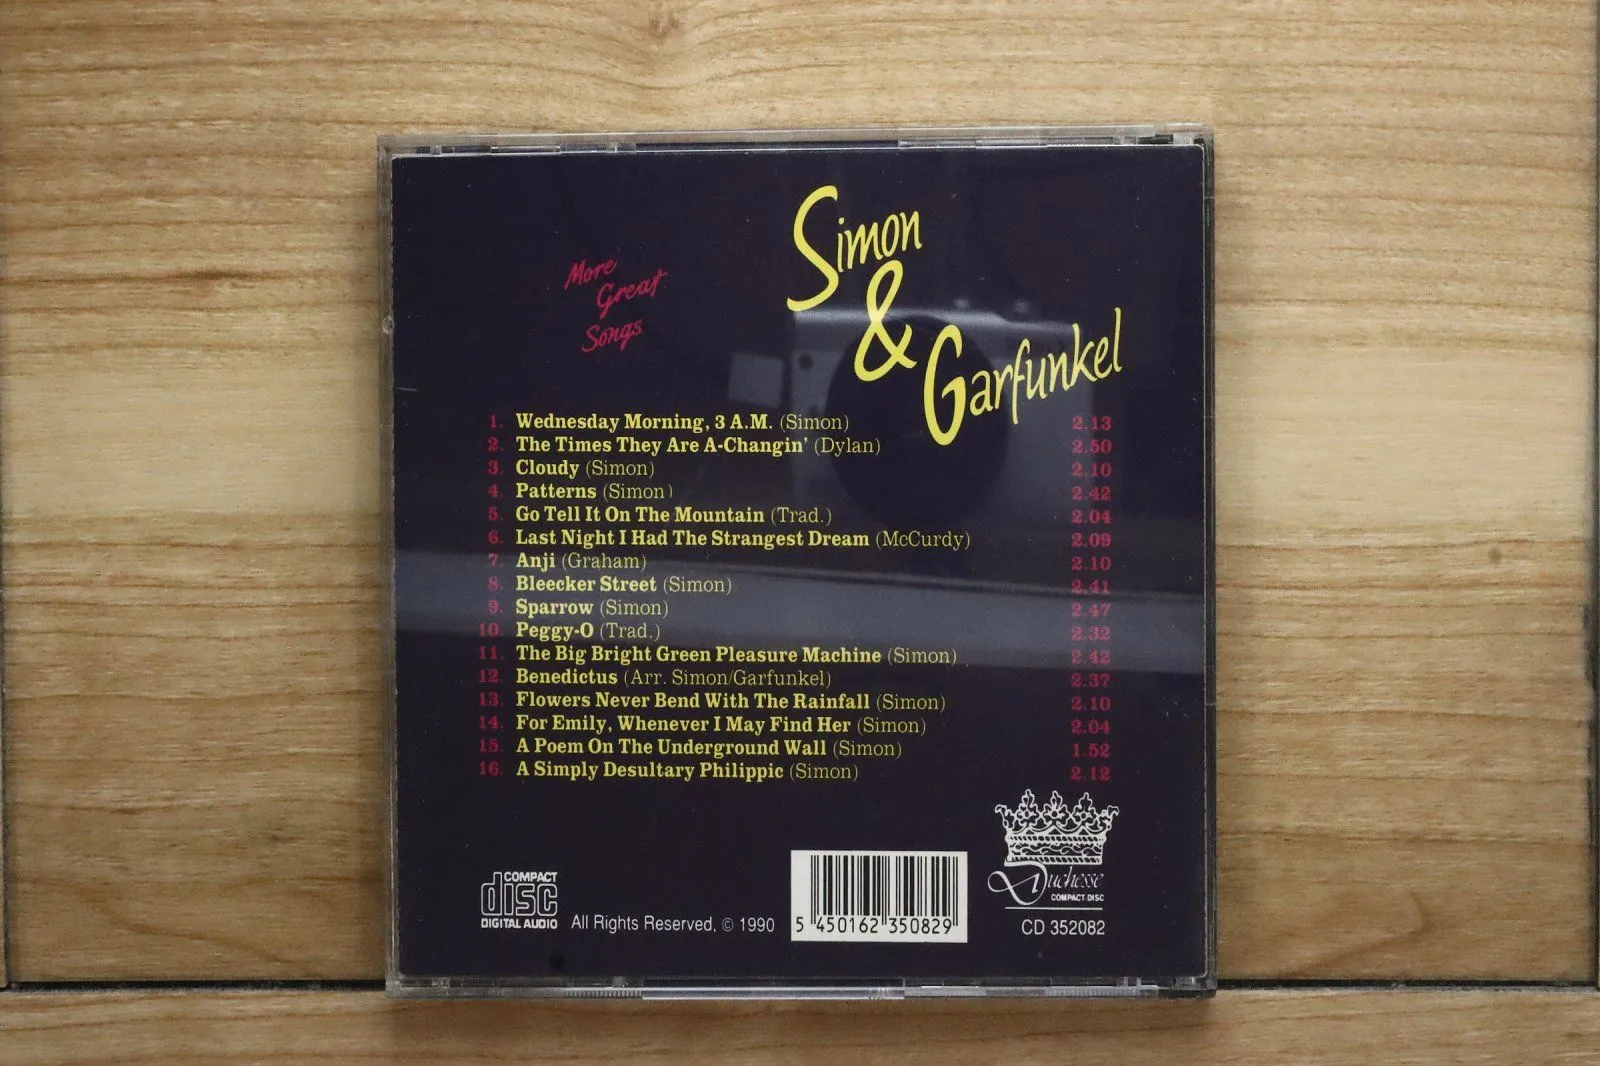 More
Great
Songs
Simon
&
Garfunkel
1. Wednesday Morning, 3 A.M. (Simon) 2.13
2. The Times They Are A-Changin' (Dylan) 2.50
3. Cloudy (Simon) 2.10
4. Patterns (Simon) 2.42
5. Go Tell It On The Mountain (Trad.) 2.04
6. Last Night I Had The Strangest Dream (McCurdy) 2.09
7. Anji (Graham) 2.10
8. Bleecker Street (Simon) 2.41
9. Sparrow (Simon) 2.47
10. Peggy-O (Trad.) 2.32
11. The Big Bright Green Pleasure Machine (Simon) 2.42
12. Benedictus (Arr. Simon/Garfunkel) 2.37
13. Flowers Never Bend With The Rainfall (Simon) 2.10
14. For Emily, Whenever I May Find Her (Simon) 2.04
15. A Poem On The Underground Wall (Simon) 1.52
16. A Simply Desultary Philippic (Simon) 2.12
COMPACT
disc
DIGITAL AUDIO
All Rights Reserved, © 1990
5 450162 350829
Duchesse
COMPACT DISC
CD 352082